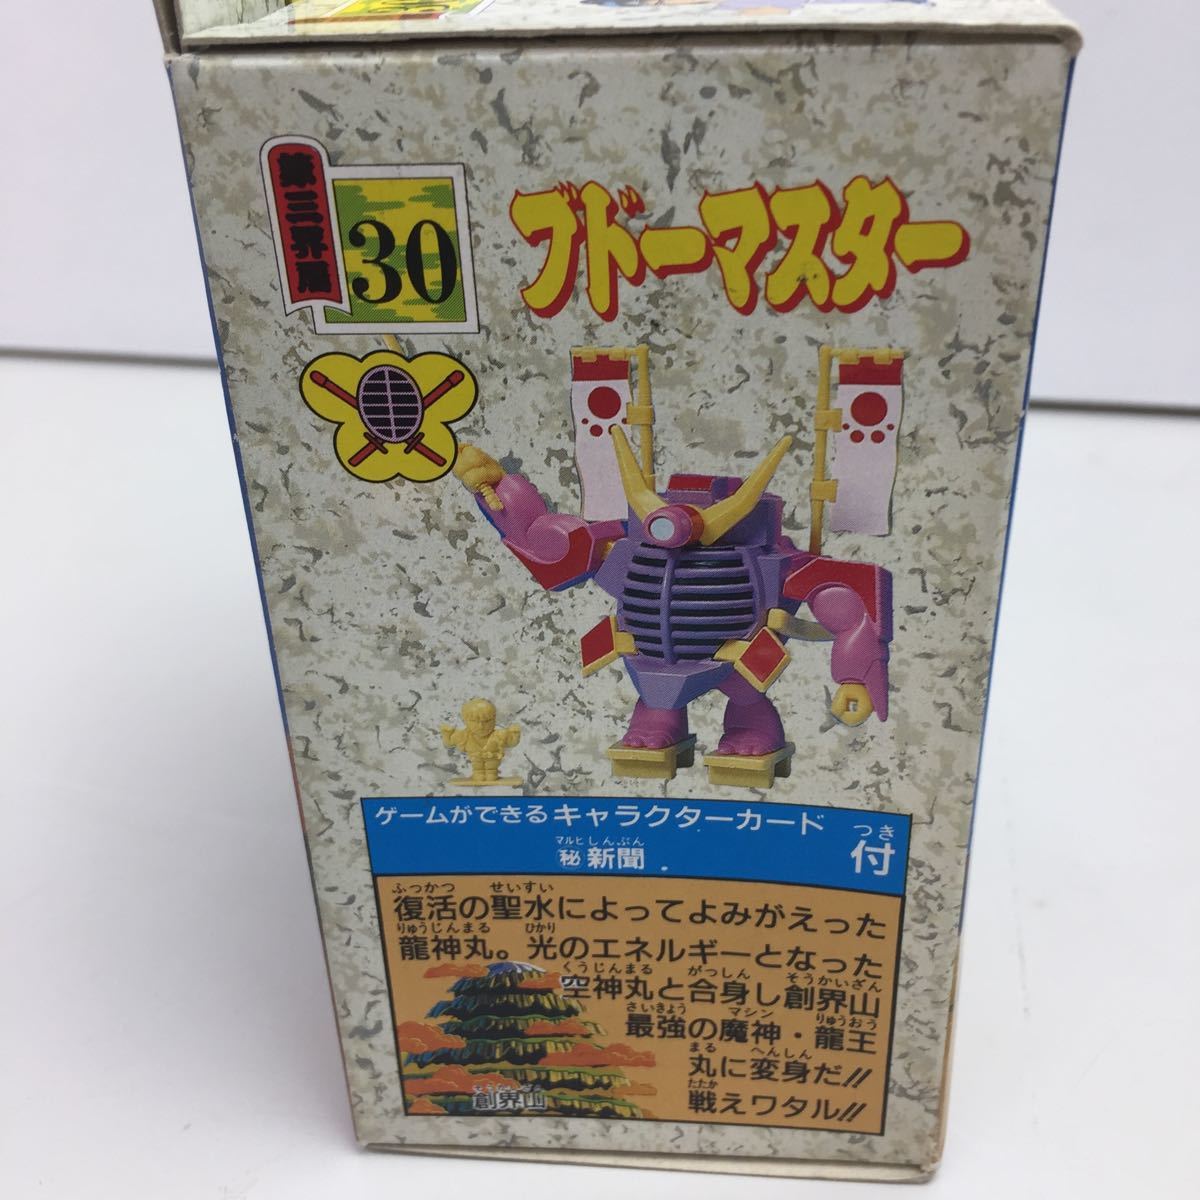 第三界層
30
ブドーマスター
ゲームができるキャラクターカード
マルヒ しんぶん
㊙新聞
つき
付
ふっかつ せいすい
復活の聖水によってよみがえった
りゅうじんまる ひかり
龍神丸。光のエネルギーとなった
くうじんまる がっしん そうかいざん
空神丸と合身し創界山
さいきょう マシン りゅうおう
最強の魔神・龍王
まる へんしん
丸に変身だ!!
たたか
戦えワタル!!
そうかいざん
創界山